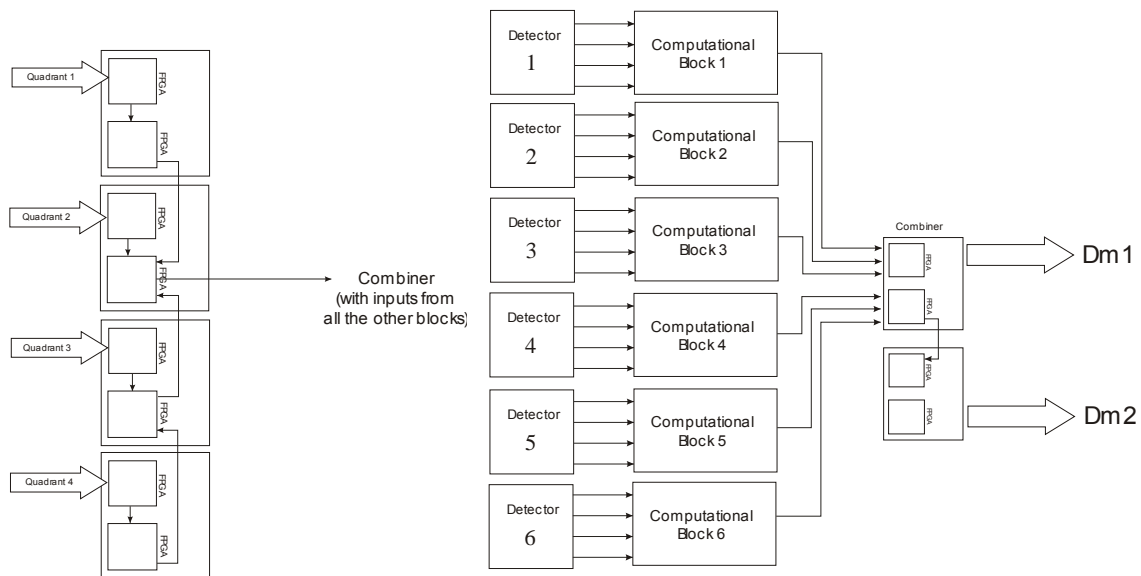 Quadrant 1
FPGA
FPGA
Quadrant 2
FPGA
FPGA
Quadrant 3
FPGA
FPGA
Quadrant 4
FPGA
FPGA
Combiner
(with inputs from
all the other blocks)
Detector
1
Computational
Block 1
Detector
2
Computational
Block 2
Detector
3
Computational
Block 3
Detector
4
Computational
Block 4
Detector
5
Computational
Block 5
Detector
6
Computational
Block 6
Combiner
FPGA
FPGA
FPGA
FPGA
Dm1
Dm2